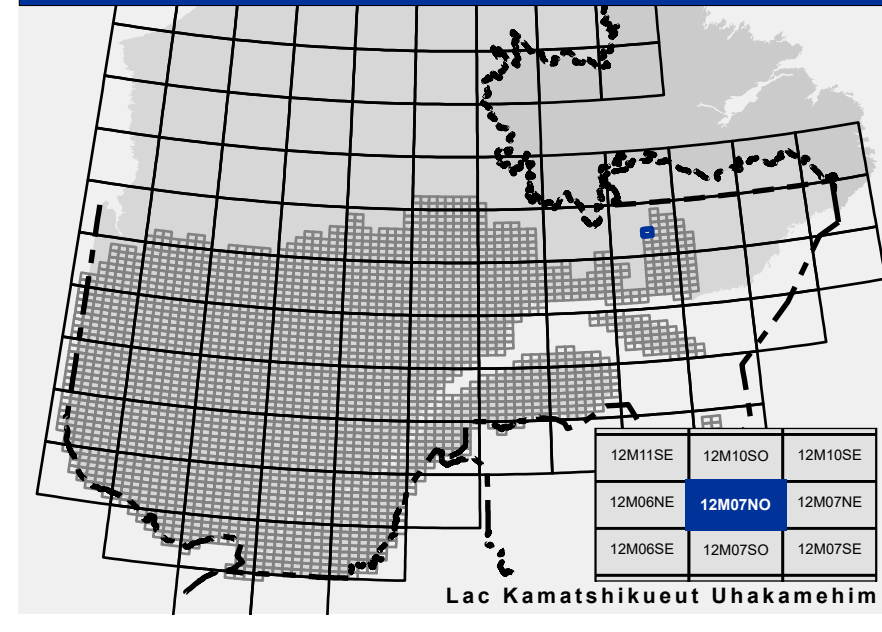 12M11SE 12M10SO 12M10SE
12M06NE 12M07NO 12M07NE
12M06SE 12M07SO 12M07SE
Lac Kamatshikueut Uhakamehim